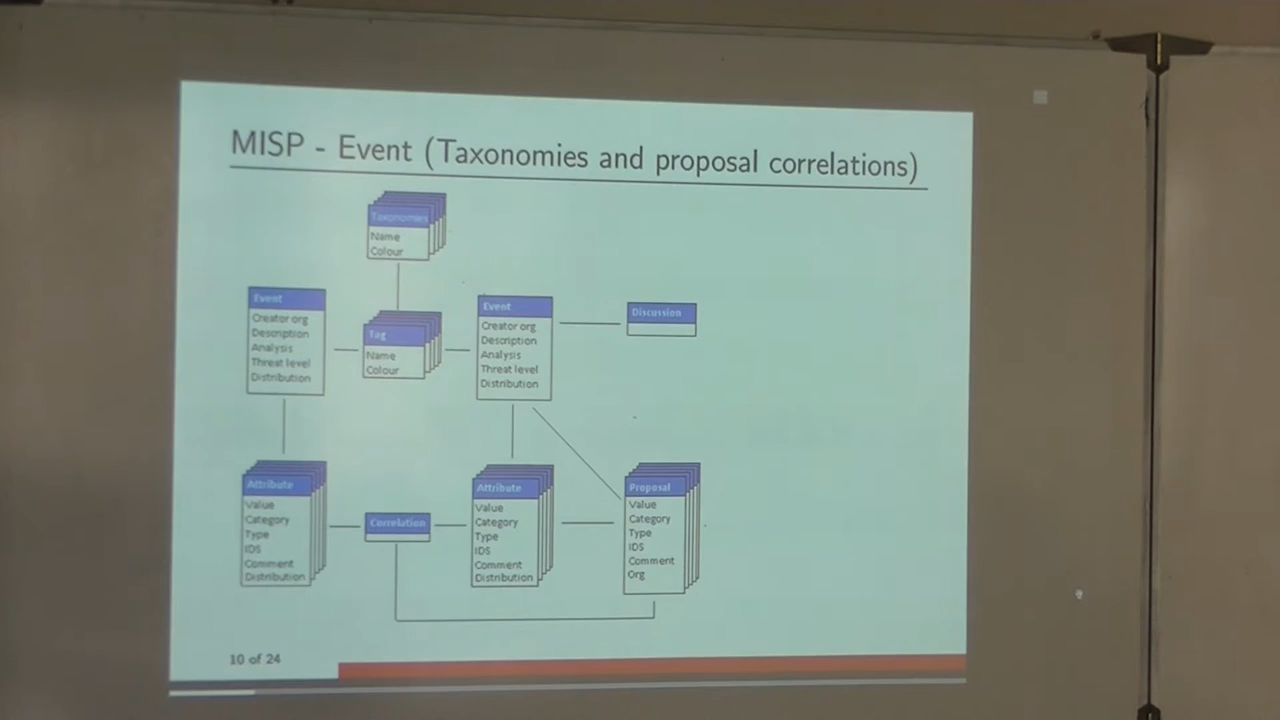 MISP - Event (Taxonomies and proposal correlations)
Taxonomies
Name
Colour
Event
Creator org
Description
Analysis
Threat level
Distribution
Tag
Name
Colour
Event
Creator org
Description
Analysis
Threat level
Distribution
Discussion
Attribute
Value
Category
Type
IDS
Comment
Distribution
Correlation
Attribute
Value
Category
Type
IDS
Comment
Distribution
Proposal
Value
Category
Type
IDS
Comment
Org
10 of 24